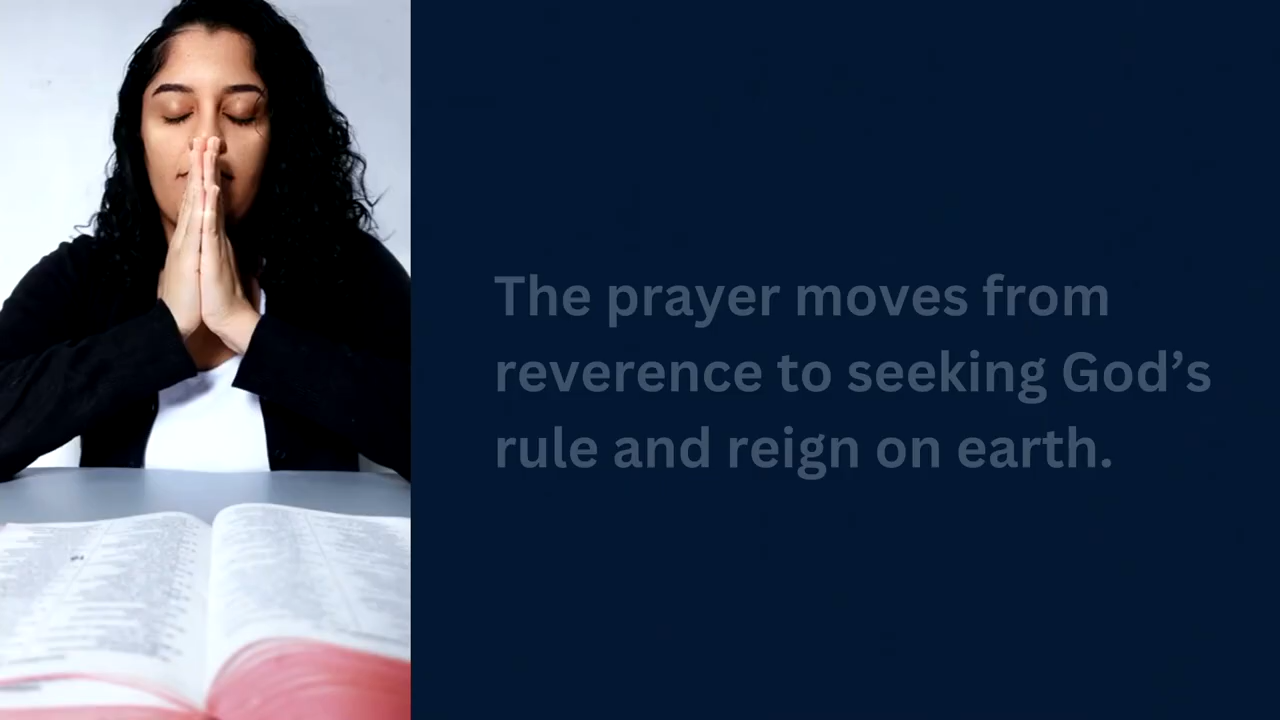 The prayer moves from
reverence to seeking God’s
rule and reign on earth.